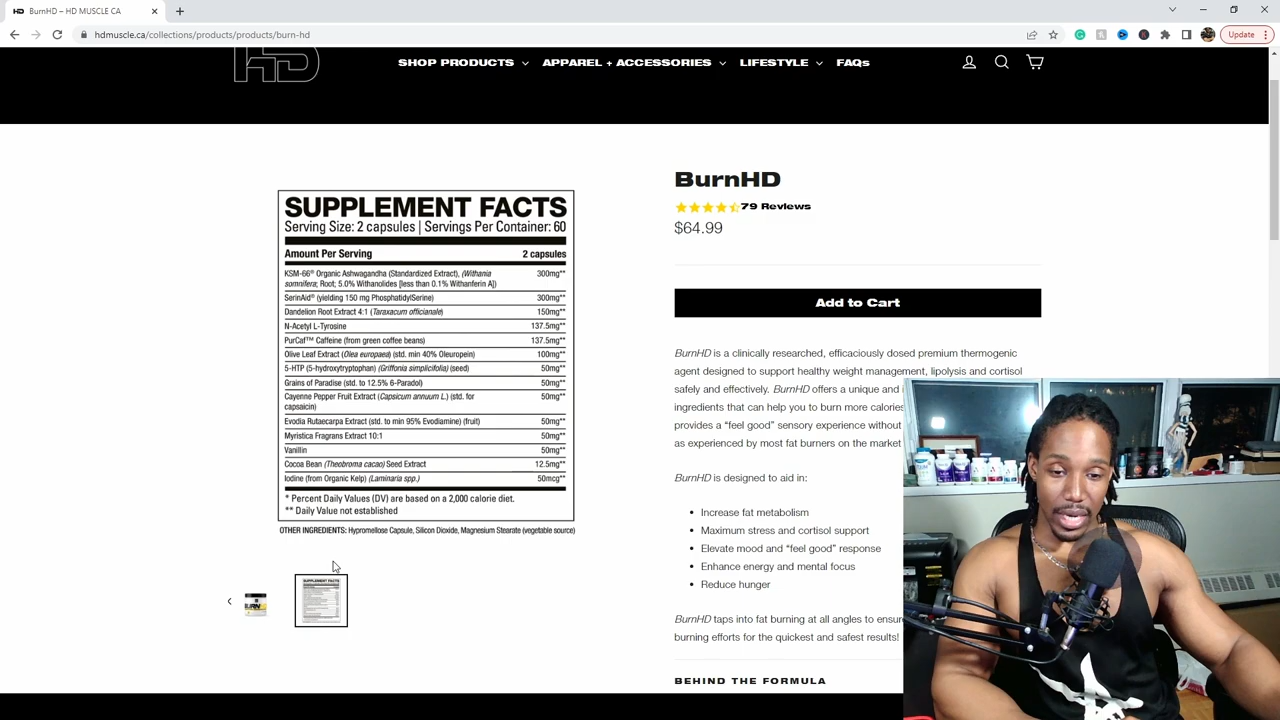 BurnHD – HD MUSCLE CA
hdmuscle.ca/collections/products/products/burn-hd
Update
HD
SHOP PRODUCTS
APPAREL + ACCESSORIES
LIFESTYLE
FAQs
SUPPLEMENT FACTS
Serving Size: 2 capsules | Servings Per Container: 60
Amount Per Serving 2 capsules
KSM-66® Organic Ashwagandha (Standardized Extract), (Withania 300mg**
somnifera; Root; 5.0% Withanolides [less than 0.1% Withanferin A])
SerinAid® (yielding 150 mg PhosphatidylSerine) 300mg**
Dandelion Root Extract 4:1 (Taraxacum officianale) 150mg**
N-Acetyl L-Tyrosine 137.5mg**
PurCaf™ Caffeine (from green coffee beans) 137.5mg**
Olive Leaf Extract (Olea europaea) (std. min 40% Oleuropein) 100mg**
5-HTP (5-hydroxytryptophan) (Griffonia simplicifolia) (seed) 50mg**
Grains of Paradise (std. to 12.5% 6-Paradol) 50mg**
Cayenne Pepper Fruit Extract (Capsicum annuum L.) (std. for 50mg**
capsaicin)
Evodia Rutaecarpa Extract (std. to min 95% Evodiamine) (fruit) 50mg**
Myristica Fragrans Extract 10:1 50mg**
Vanillin 50mg**
Cocoa Bean (Theobroma cacao) Seed Extract 12.5mg**
Iodine (from Organic Kelp) (Laminaria spp.) 50mcg**
* Percent Daily Values (DV) are based on a 2,000 calorie diet.
** Daily Value not established
OTHER INGREDIENTS: Hypromellose Capsule, Silicon Dioxide, Magnesium Stearate (vegetable source)
BurnHD
79 Reviews
$64.99
Add to Cart
BurnHD is a clinically researched, efficaciously dosed premium thermogenic
agent designed to support healthy weight management, lipolysis and cortisol
safely and effectively. BurnHD offers a unique and
ingredients that can help you to burn more calories
provides a “feel good” sensory experience without
as experienced by most fat burners on the market
BurnHD is designed to aid in:
• Increase fat metabolism
• Maximum stress and cortisol support
• Elevate mood and “feel good” response
• Enhance energy and mental focus
• Reduce hunger
BurnHD taps into fat burning at all angles to ensure
burning efforts for the quickest and safest results!
BEHIND THE FORMULA